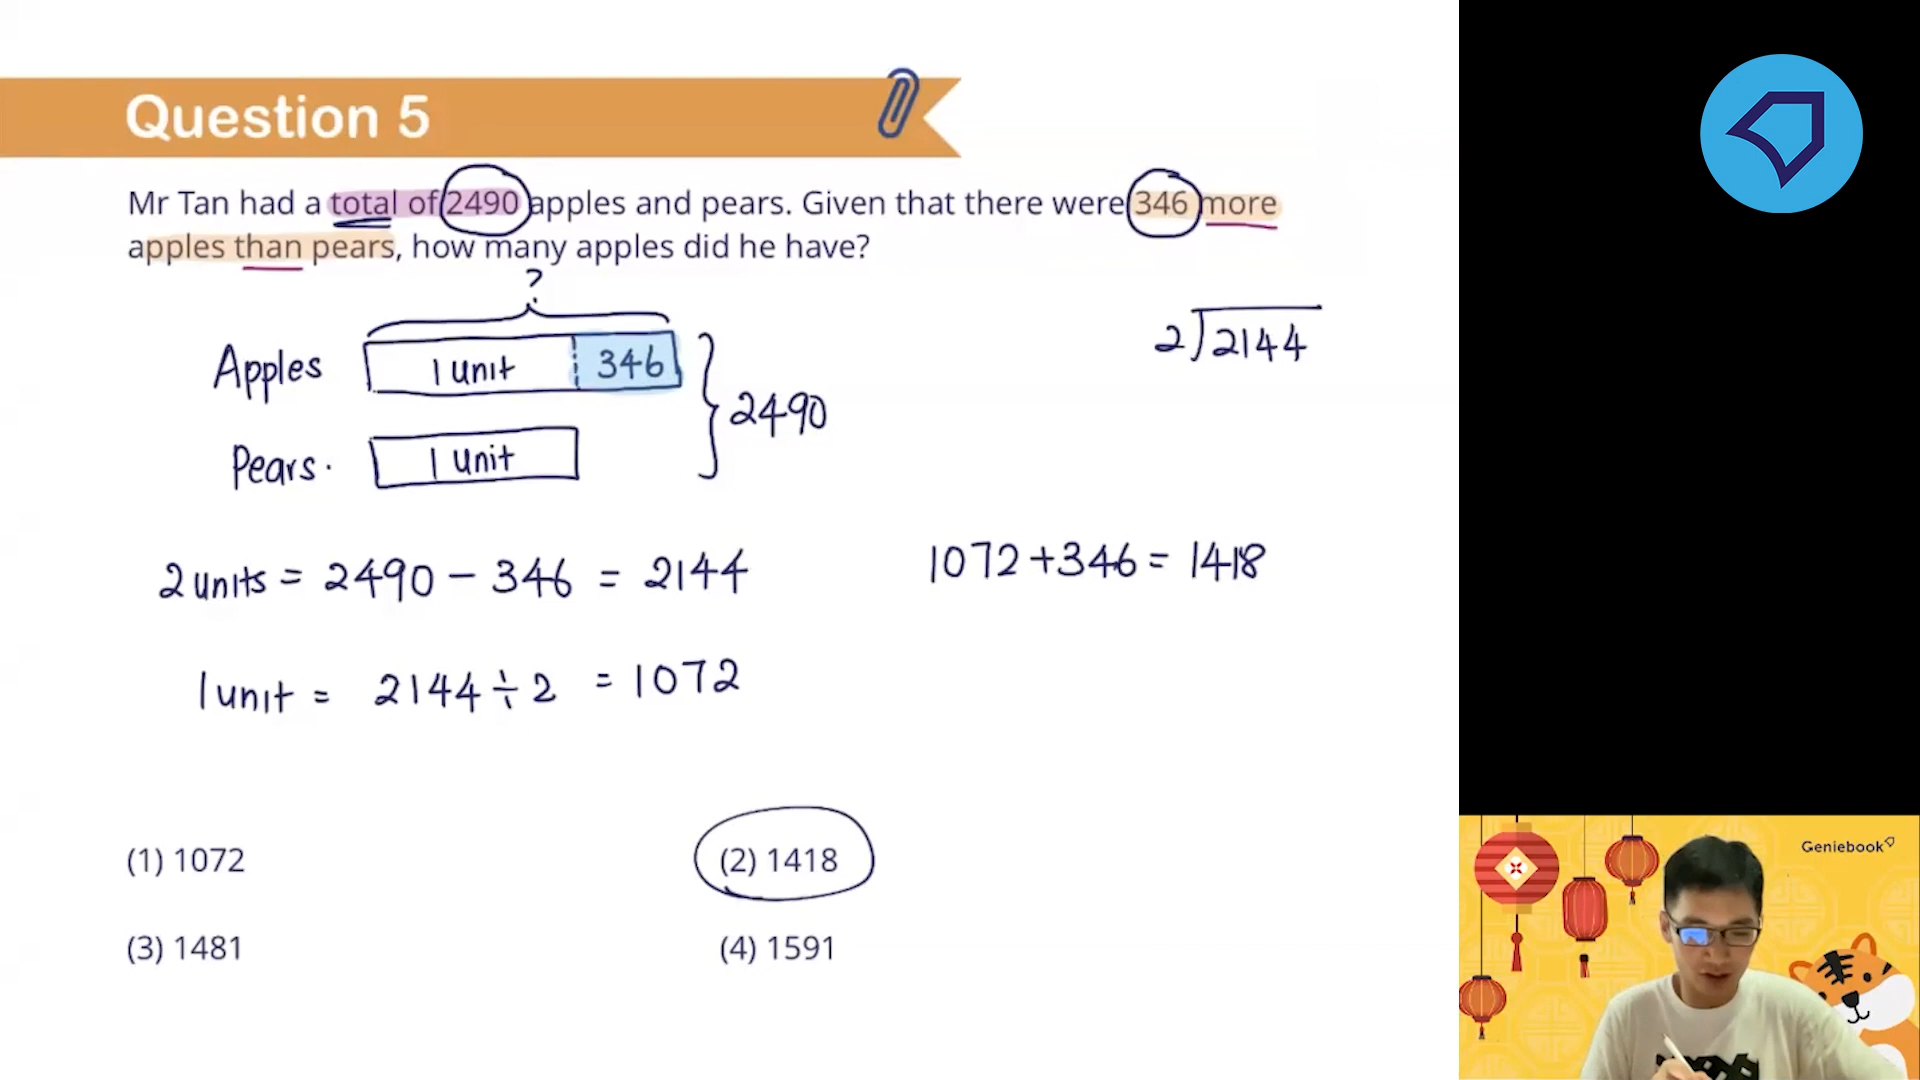 Question 5
Mr Tan had a total of 2490 apples and pears. Given that there were 346 more
apples than pears, how many apples did he have?
?
2)2144
Apples 1 unit 346
2490
Pears. 1 unit
2 units = 2490 - 346 = 2144
1072 + 346 = 1418
1 unit = 2144 ÷ 2 = 1072
(1) 1072
(2) 1418
(3) 1481
(4) 1591
Geniebook